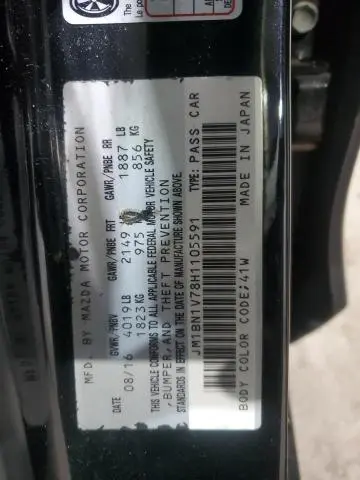 MFD. BY MAZDA MOTOR CORPORATION
GVWR/PNBV GAWR/PNBE FRT GAWR/PNBE RR
DATE 08/16 4019 LB 2149 1887 LB
1823 KG 975 856 KG
THIS VEHICLE CONFORMS TO ALL APPLICABLE FEDERAL MOTOR VEHICLE SAFETY
, BUMPER, AND THEFT PREVENTION
STANDARDS IN EFFECT ON THE DATE OF MANUFACTURE SHOWN ABOVE.
JM1BN1V78H1105591 TYPE: PASS CAR
BODY COLOR CODE; 41W MADE IN JAPAN